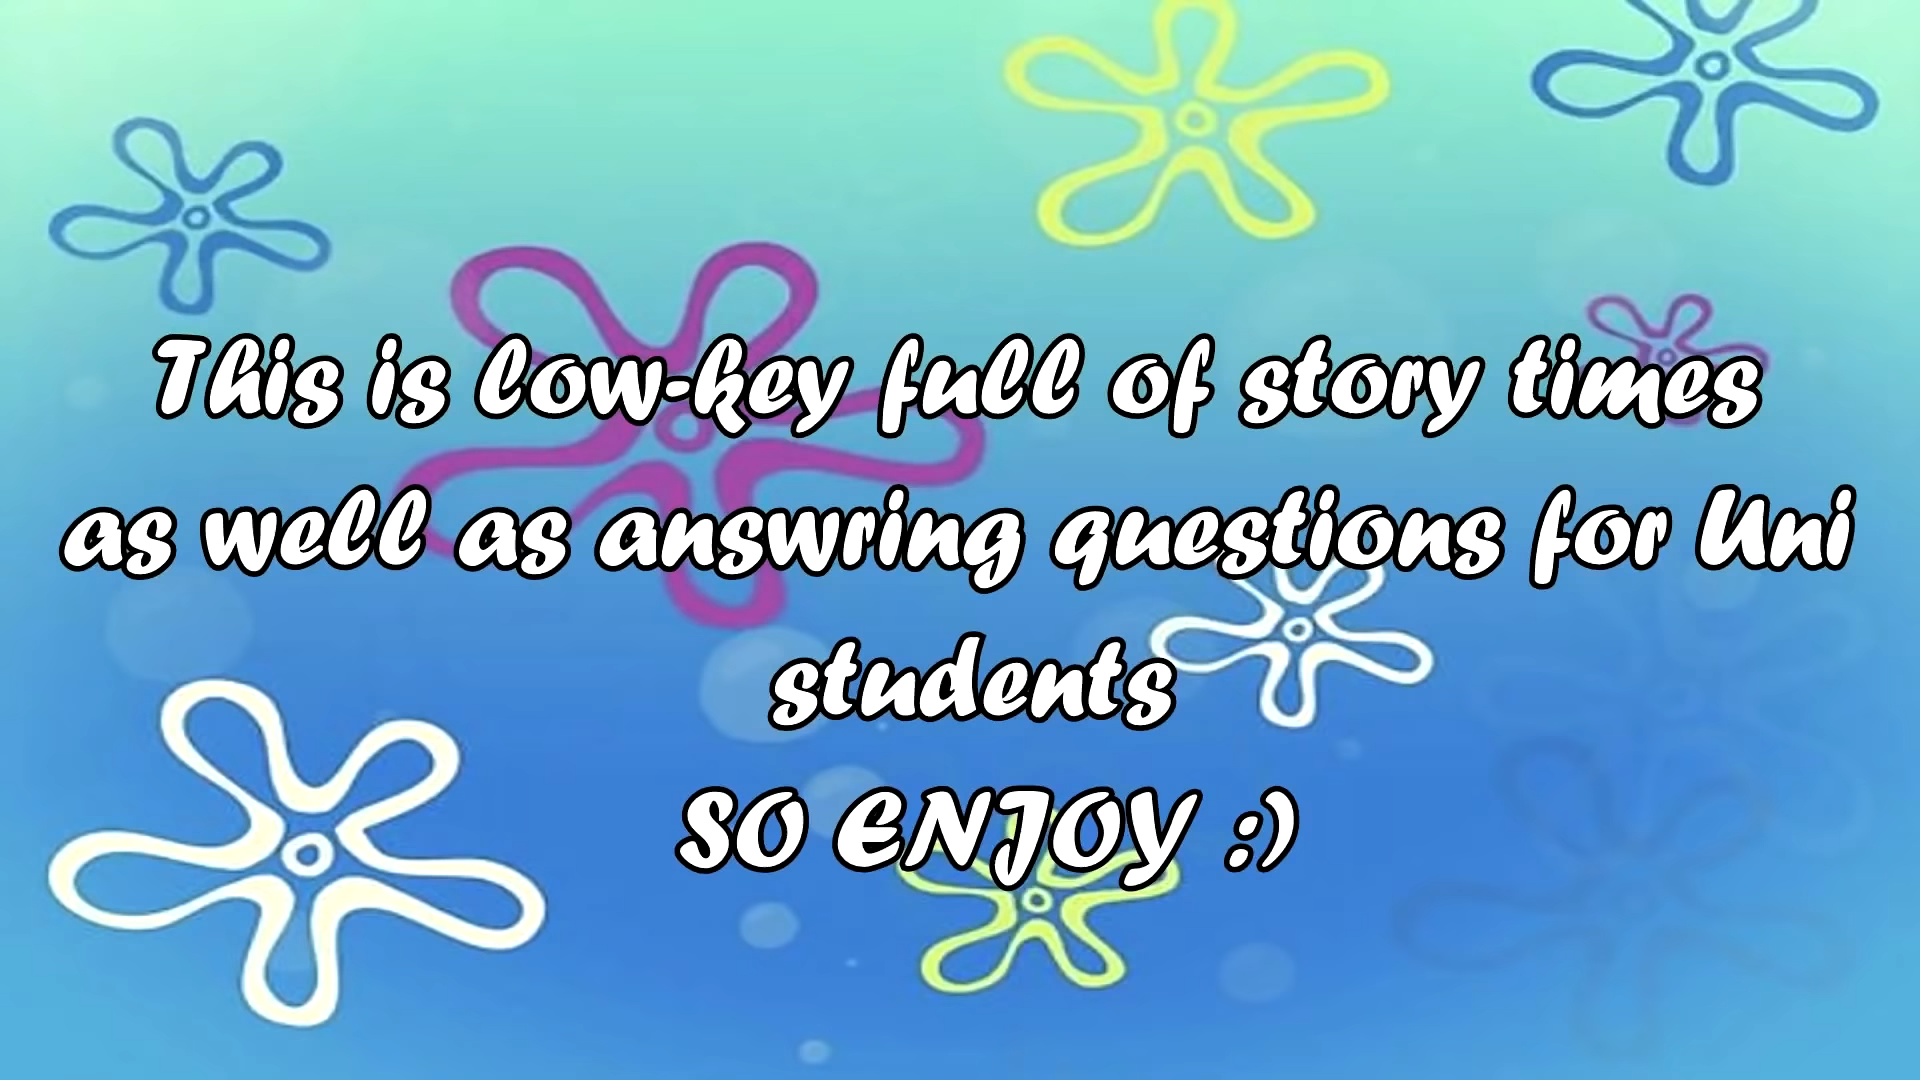 This is low-key full of story times
as well as answring questions for Uni
students
SO ENJOY :)